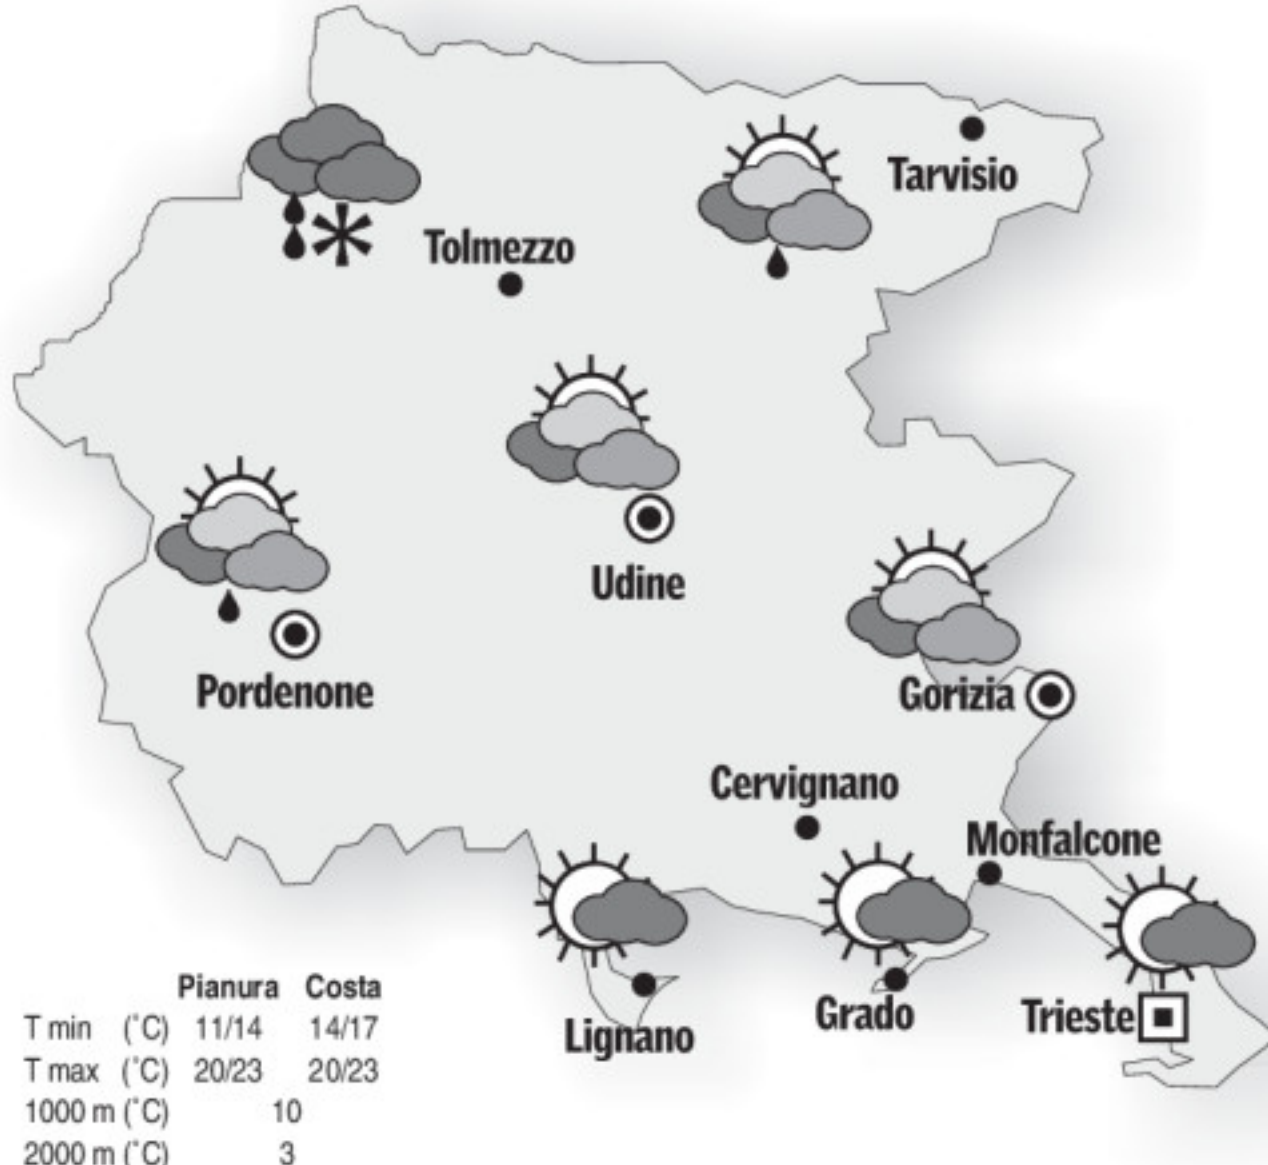 Tarvisio
Tolmezzo
Udine
Pordenone
Gorizia
Cervignano
Monfalcone
Grado
Trieste
Lignano
Pianura Costa
T min (°C) 11/14 14/17
T max (°C) 20/23 20/23
1000 m (°C) 10
2000 m (°C) 3